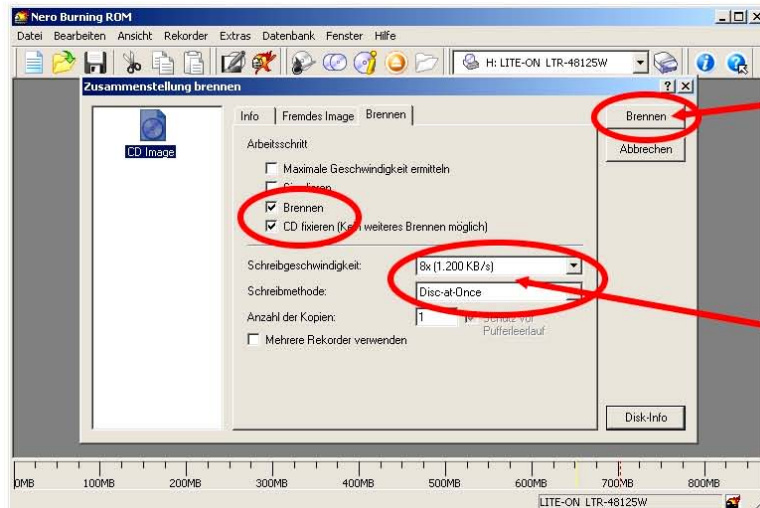 Nero Burning ROM
Datei Bearbeiten Ansicht Rekorder Extras Datenbank Fenster Hilfe
H: LITE-ON LTR-48125W
Zusammenstellung brennen
CD Image
Info Fremdes Image Brennen
Brennen
Abbrechen
Arbeitsschritt
Maximale Geschwindigkeit ermitteln
Brennen
CD fixieren (Kein weiteres Brennen möglich)
Schreibgeschwindigkeit: 8x (1.200 KB/s)
Schreibmethode: Disc-at-Once
Anzahl der Kopien: 1 Schutz vor
Pufferleerlauf
Mehrere Rekorder verwenden
Disk-Info
0MB 100MB 200MB 300MB 400MB 500MB 600MB 700MB 800MB
LITE-ON LTR-48125W